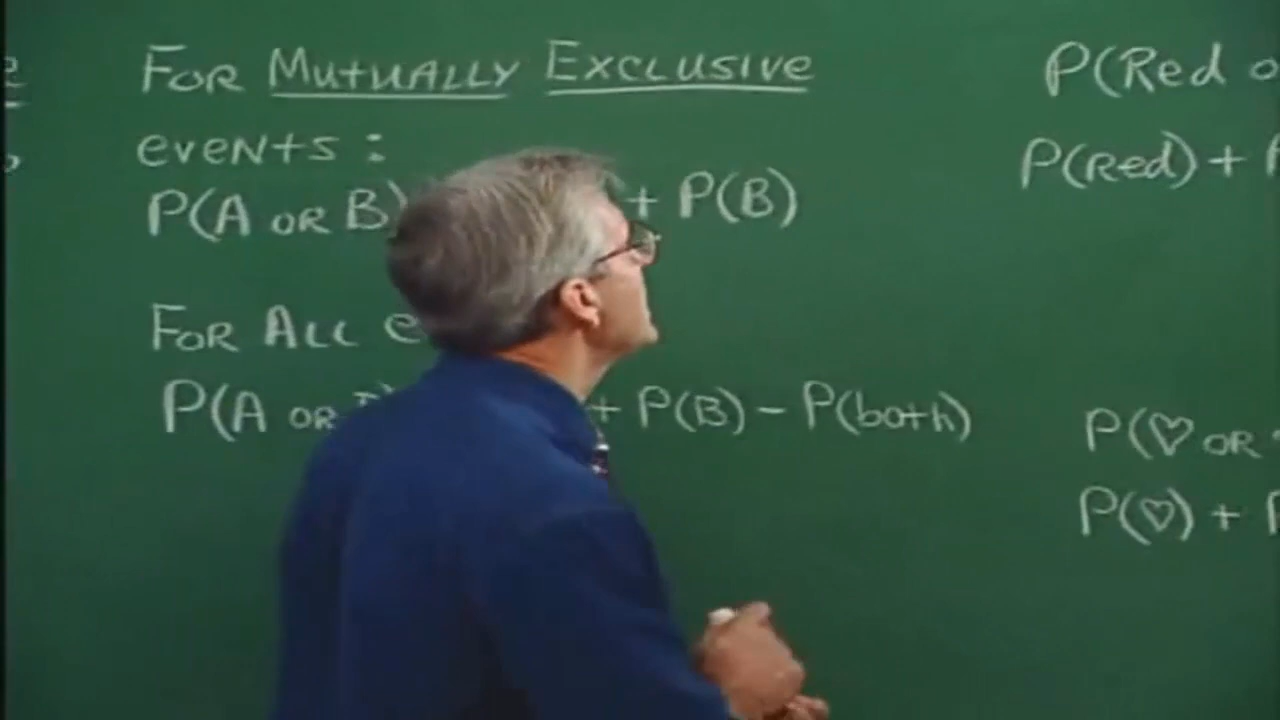 FOR MUTUALLY EXCLUSIVE
events :
P(A OR B) + P(B)
FOR ALL e
P(A OR + P(B) - P(both)
P(Red o
P(Red) +
P(♡ OR
P(♡) +